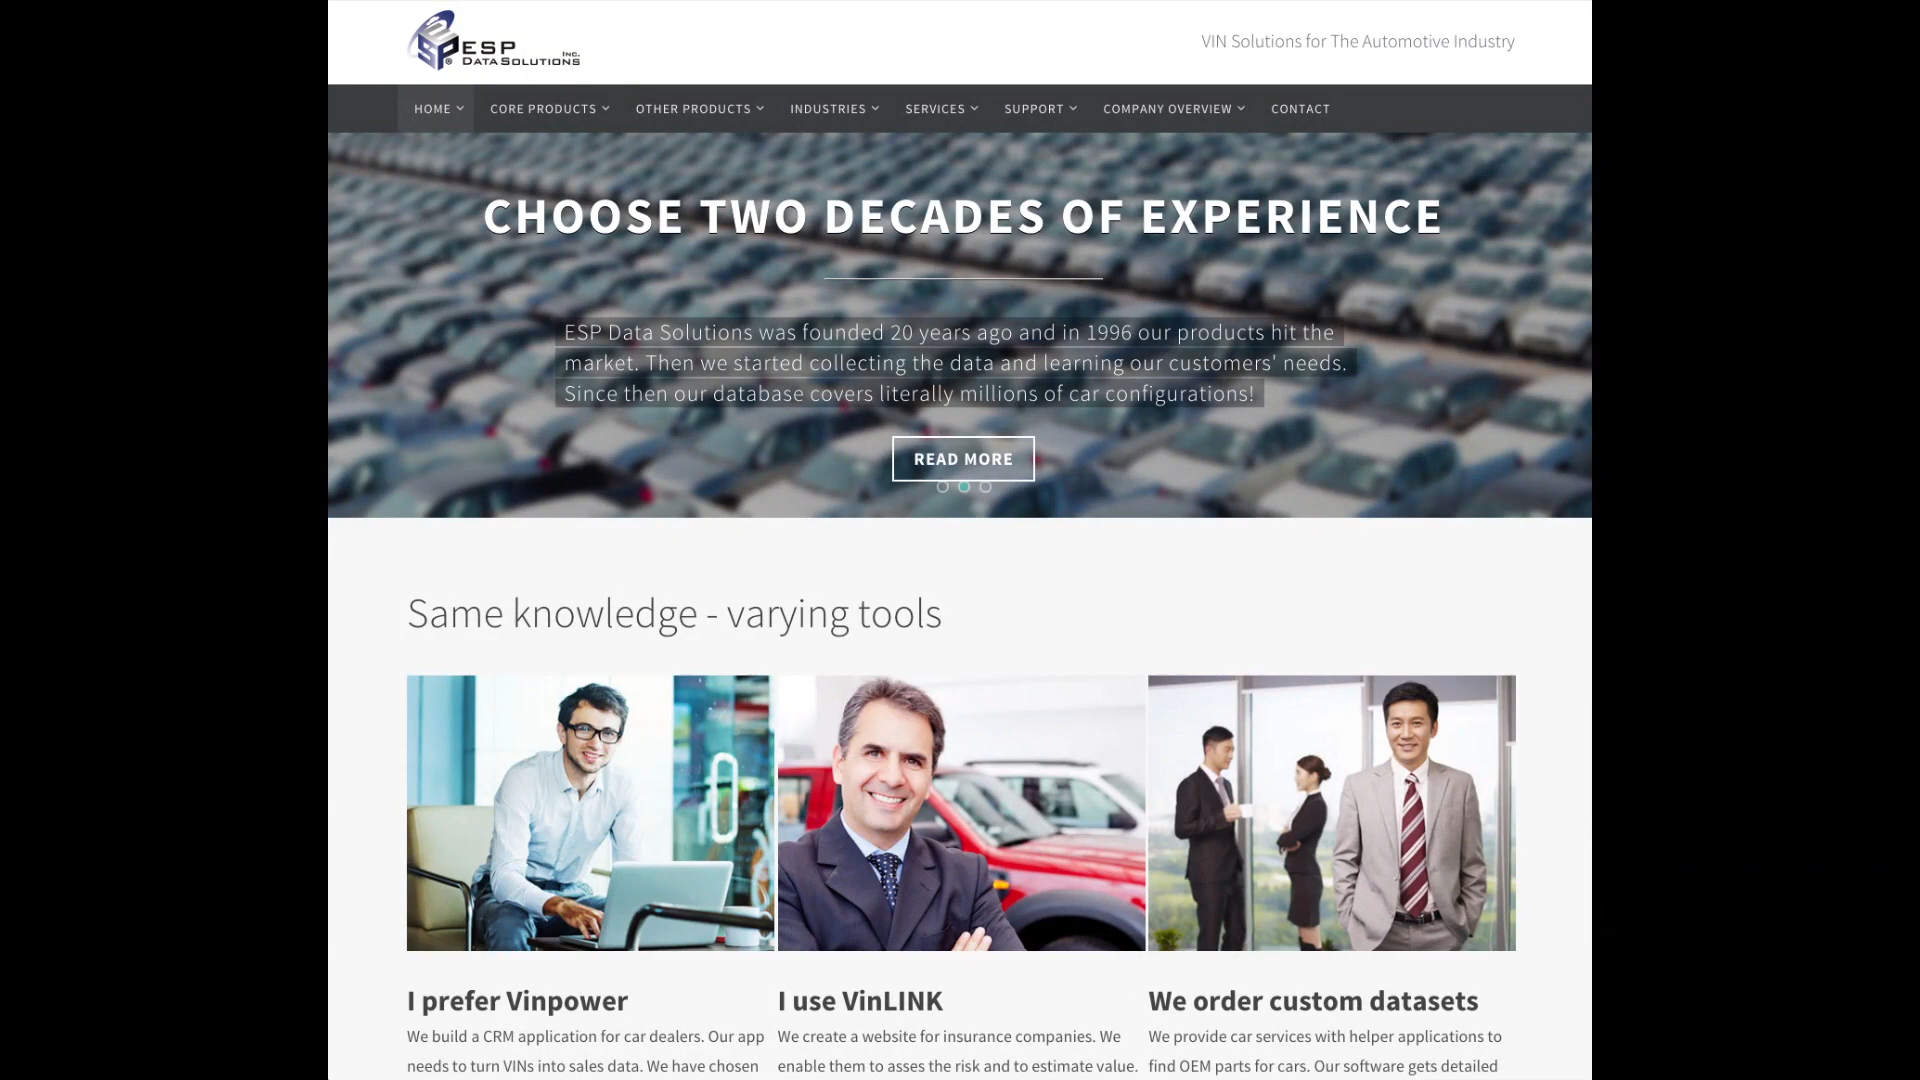 ESP
Inc.
DATA SOLUTIONS
VIN Solutions for The Automotive Industry
HOME CORE PRODUCTS OTHER PRODUCTS INDUSTRIES SERVICES SUPPORT COMPANY OVERVIEW CONTACT
CHOOSE TWO DECADES OF EXPERIENCE
ESP Data Solutions was founded 20 years ago and in 1996 our products hit the
market. Then we started collecting the data and learning our customers' needs.
Since then our database covers literally millions of car configurations!
READ MORE
Same knowledge - varying tools
I prefer Vinpower
We build a CRM application for car dealers. Our app
needs to turn VINs into sales data. We have chosen
I use VinLINK
We create a website for insurance companies. We
enable them to asses the risk and to estimate value.
We order custom datasets
We provide car services with helper applications to
find OEM parts for cars. Our software gets detailed